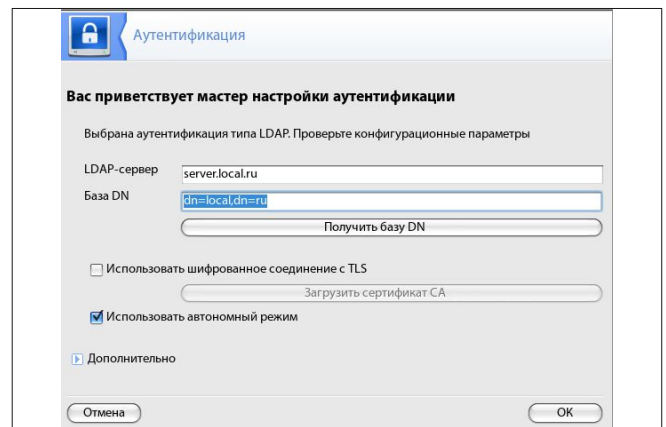 Аутентификация
Вас приветствует мастер настройки аутентификации
Выбрана аутентификация типа LDAP. Проверьте конфигурационные параметры
LDAP-сервер
server.local.ru
База DN
dn=local,dn=ru
Получить базу DN
Использовать шифрованное соединение с TLS
Загрузить сертификат CA
Использовать автономный режим
Дополнительно
Отмена
OK